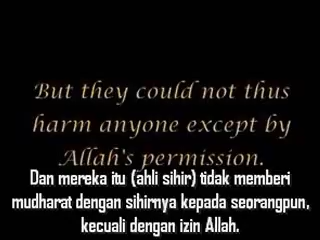 But they could not thus
harm anyone except by
Allah's permission.
Dan mereka itu (ahli sihir) tidak memberi
mudharat dengan sihirnya kepada seorangpun,
kecuali dengan izin Allah.